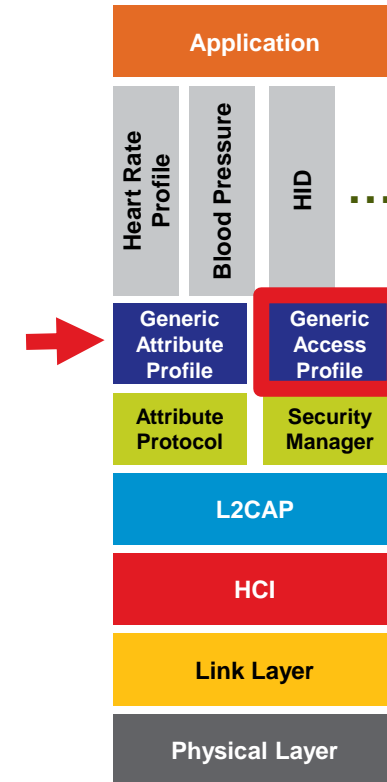 Application
Heart Rate
Profile
Blood Pressure
HID
...
Generic
Attribute
Profile
Generic
Access
Profile
Attribute
Protocol
Security
Manager
L2CAP
HCI
Link Layer
Physical Layer